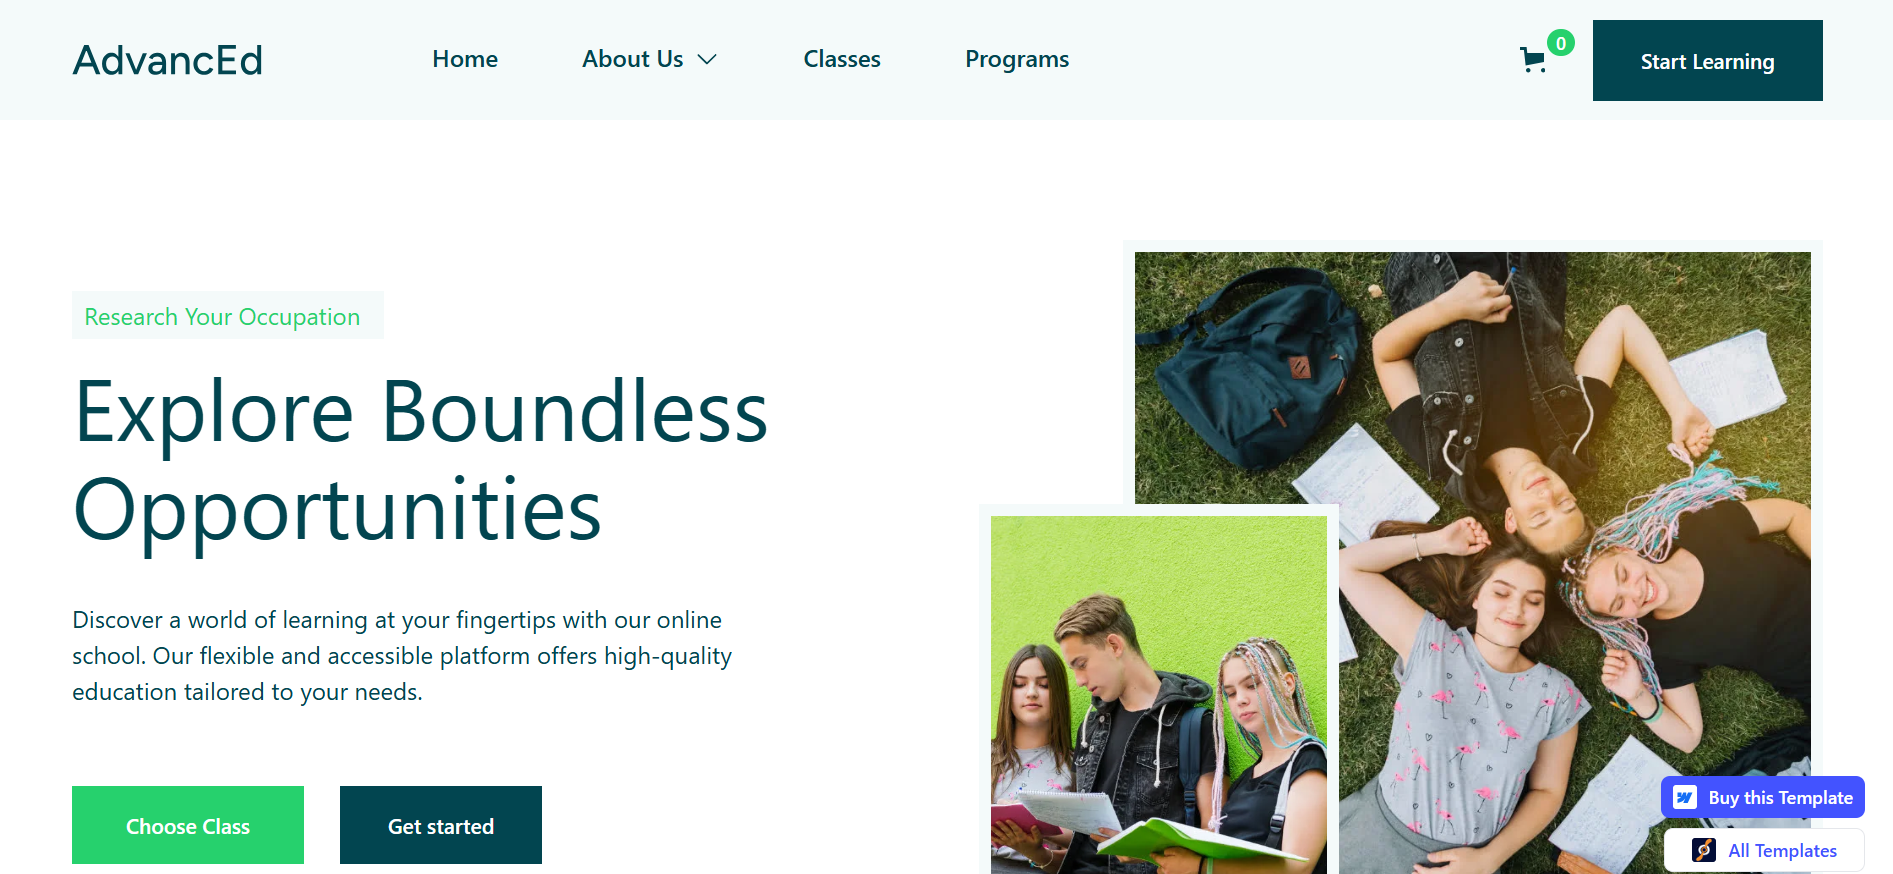 AdvancEd
Home
About Us
Classes
Programs
0
Start Learning
Research Your Occupation
Explore Boundless
Opportunities
Discover a world of learning at your fingertips with our online
school. Our flexible and accessible platform offers high-quality
education tailored to your needs.
Choose Class
Get started
Buy this Template
All Templates